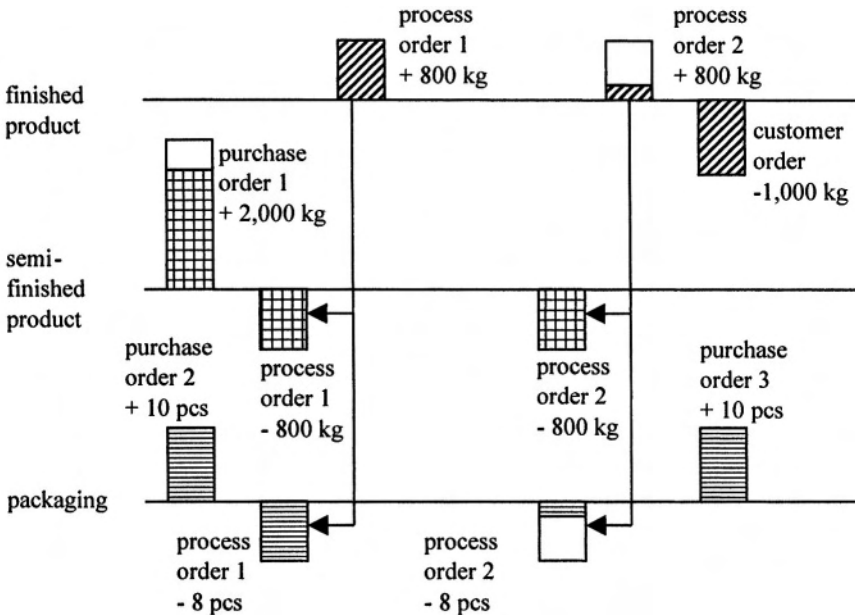 process
order 1
+ 800 kg
process
order 2
+ 800 kg
finished
product
customer
order
-1,000 kg
purchase
order 1
+ 2,000 kg
semi-
finished
product
purchase
order 2
+ 10 pcs
process
order 1
- 800 kg
process
order 2
- 800 kg
purchase
order 3
+ 10 pcs
packaging
process
order 1
- 8 pcs
process
order 2
- 8 pcs